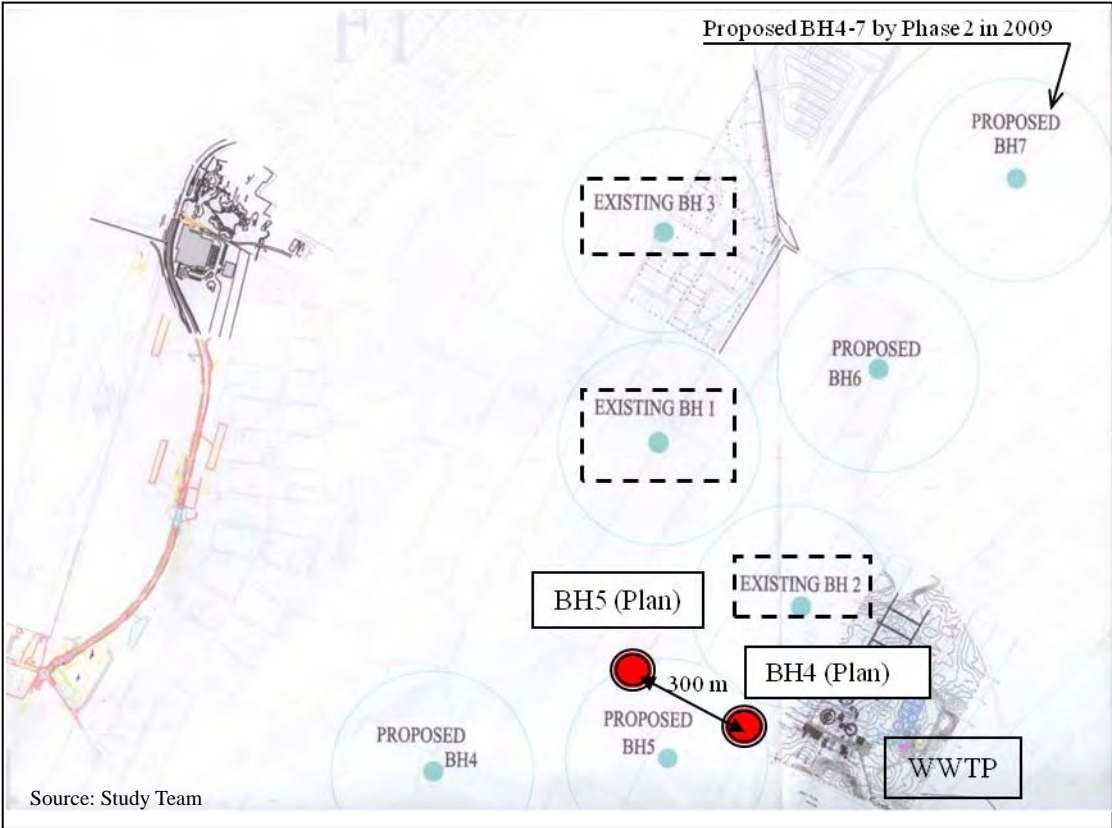 Proposed BH4-7 by Phase 2 in 2009
PROPOSED
BH7
EXISTING BH 3
PROPOSED
BH6
EXISTING BH 1
EXISTING BH 2
BH5 (Plan)
BH4 (Plan)
300 m
PROPOSED
BH5
PROPOSED
BH4
WWTP
Source: Study Team